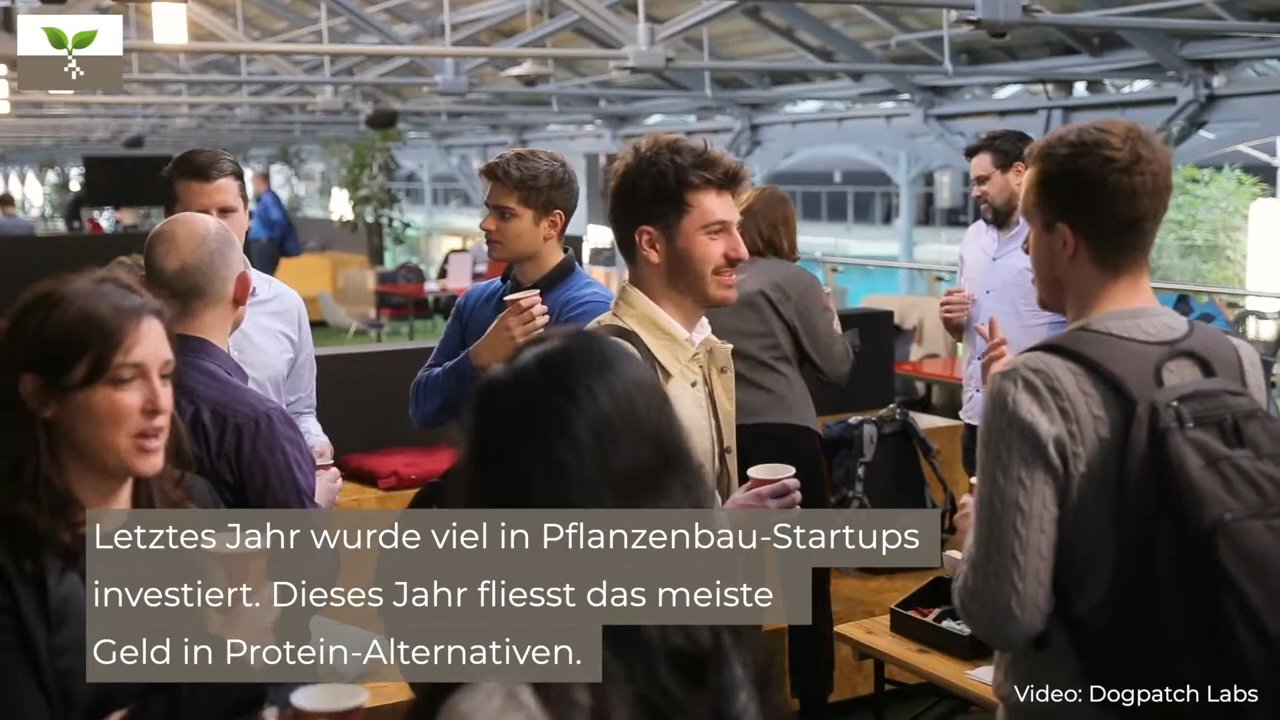 Letztes Jahr wurde viel in Pflanzenbau-Startups
investiert. Dieses Jahr fliesst das meiste
Geld in Protein-Alternativen.
Video: Dogpatch Labs